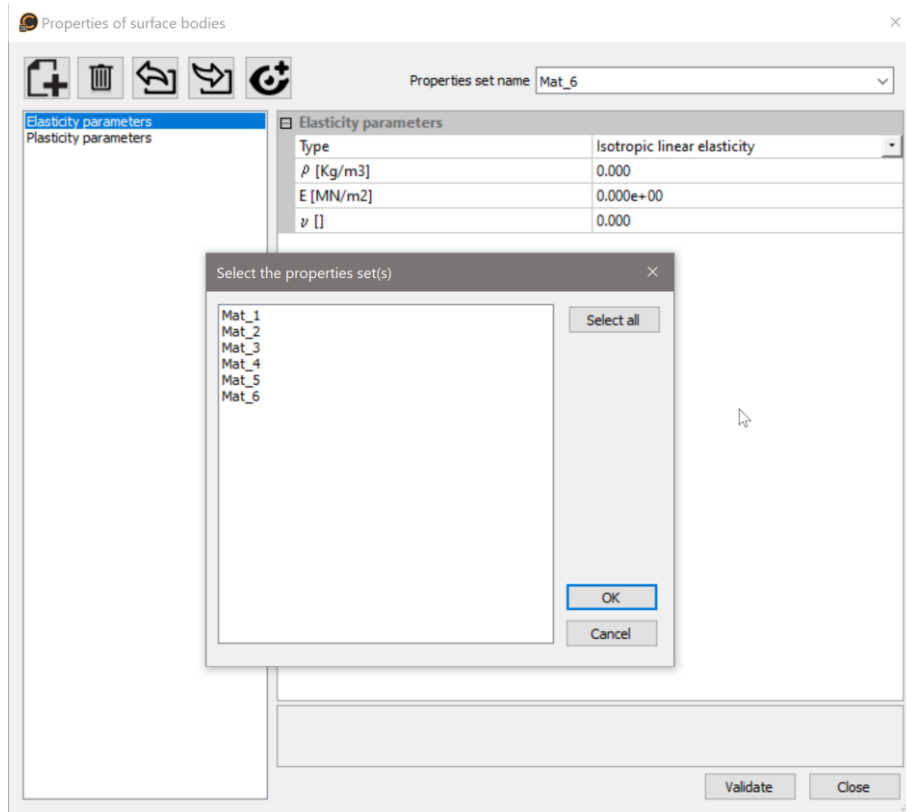 Properties of surface bodies
Properties set name Mat_6
Elasticity parameters
Plasticity parameters
Elasticity parameters
Type Isotropic linear elasticity
ρ [Kg/m3] 0.000
E [MN/m2] 0.000e+00
ν [] 0.000
Select the properties set(s)
Mat_1
Mat_2
Mat_3
Mat_4
Mat_5
Mat_6
Select all
OK
Cancel
Validate Close